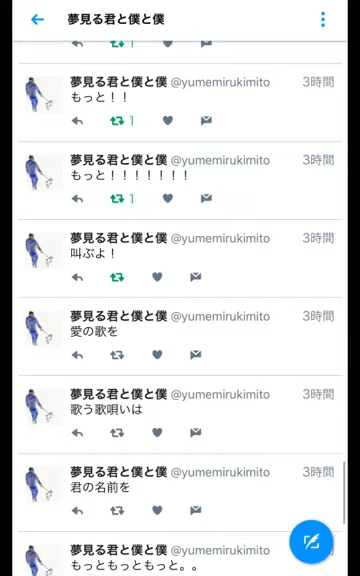 夢見る君と僕と僕
1
夢見る君と僕と僕 @yumemirukimito 3時間
もっと！！
1
夢見る君と僕と僕 @yumemirukimito 3時間
もっと！！！！！！！
1
夢見る君と僕と僕 @yumemirukimito 3時間
叫ぶよ！
夢見る君と僕と僕 @yumemirukimito 3時間
愛の歌を
夢見る君と僕と僕 @yumemirukimito 3時間
歌う歌唄いは
夢見る君と僕と僕 @yumemirukimito 3時間
君の名前を
夢見る君と僕と僕 @yumemirukimito 3時間
もっともっともっと。。